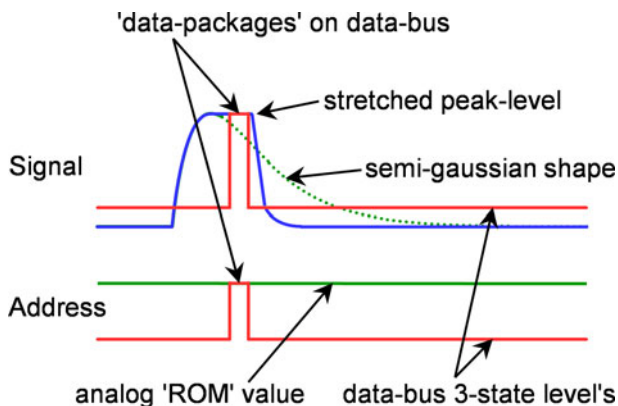 'data-packages' on data-bus
stretched peak-level
Signal
semi-gaussian shape
Address
analog 'ROM' value
data-bus 3-state level's